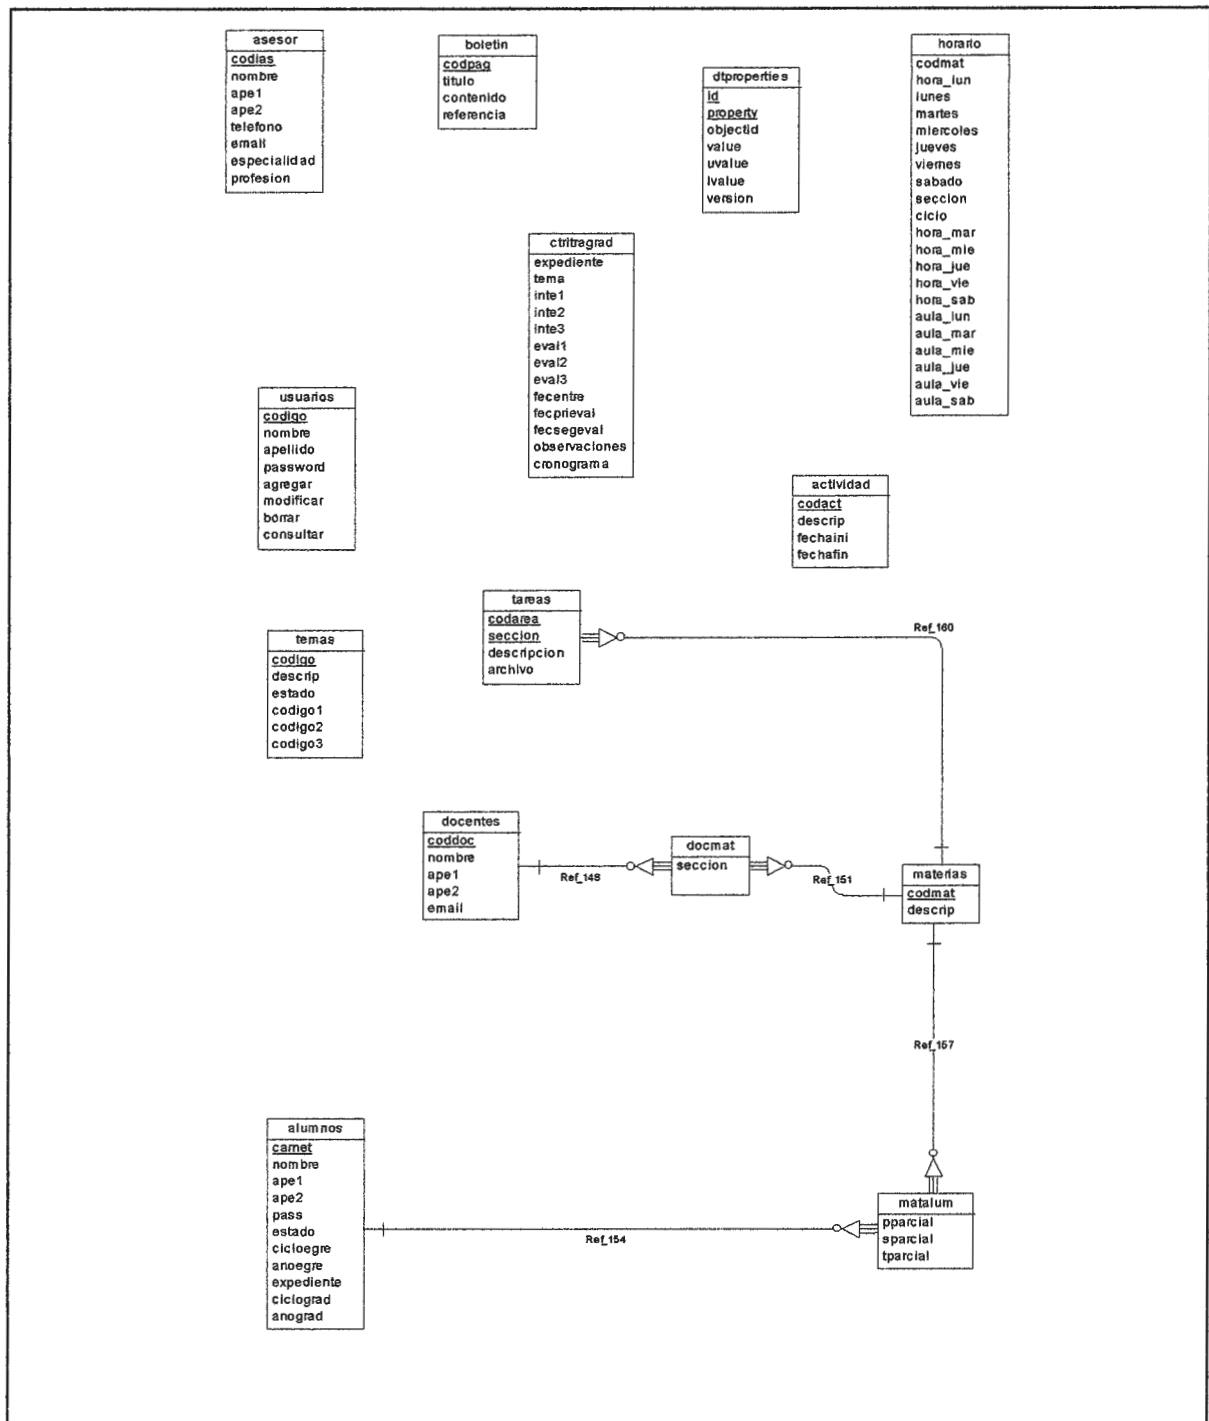 asesor
codias
nombre
ape1
ape2
telefono
email
especialidad
profesion
boletin
codpag
titulo
contenido
referencia
dtproperties
id
property
objectid
value
uvalue
lvalue
version
horario
codmat
hora_lun
lunes
martes
miercoles
jueves
viernes
sabado
seccion
ciclo
hora_mar
hora_mie
hora_jue
hora_vie
hora_sab
aula_lun
aula_mar
aula_mie
aula_jue
aula_vie
aula_sab
ctrltragrad
expediente
tema
inte1
inte2
inte3
eval1
eval2
eval3
fecentre
fecprieval
fecsegeval
observaciones
cronograma
usuarios
codigo
nombre
apellido
password
agregar
modificar
borrar
consultar
actividad
codact
descrip
fechaini
fechafin
tareas
codarea
seccion
descripcion
archivo
Ref_160
temas
codigo
descrip
estado
codigo1
codigo2
codigo3
docentes
coddoc
nombre
ape1
ape2
email
Ref_148
docmat
seccion
Ref_151
materias
codmat
descrip
Ref_157
alumnos
carnet
nombre
ape1
ape2
pass
estado
cicloegre
anoegre
expediente
ciclograd
anograd
Ref_154
matalum
pparcial
sparcial
tparcial